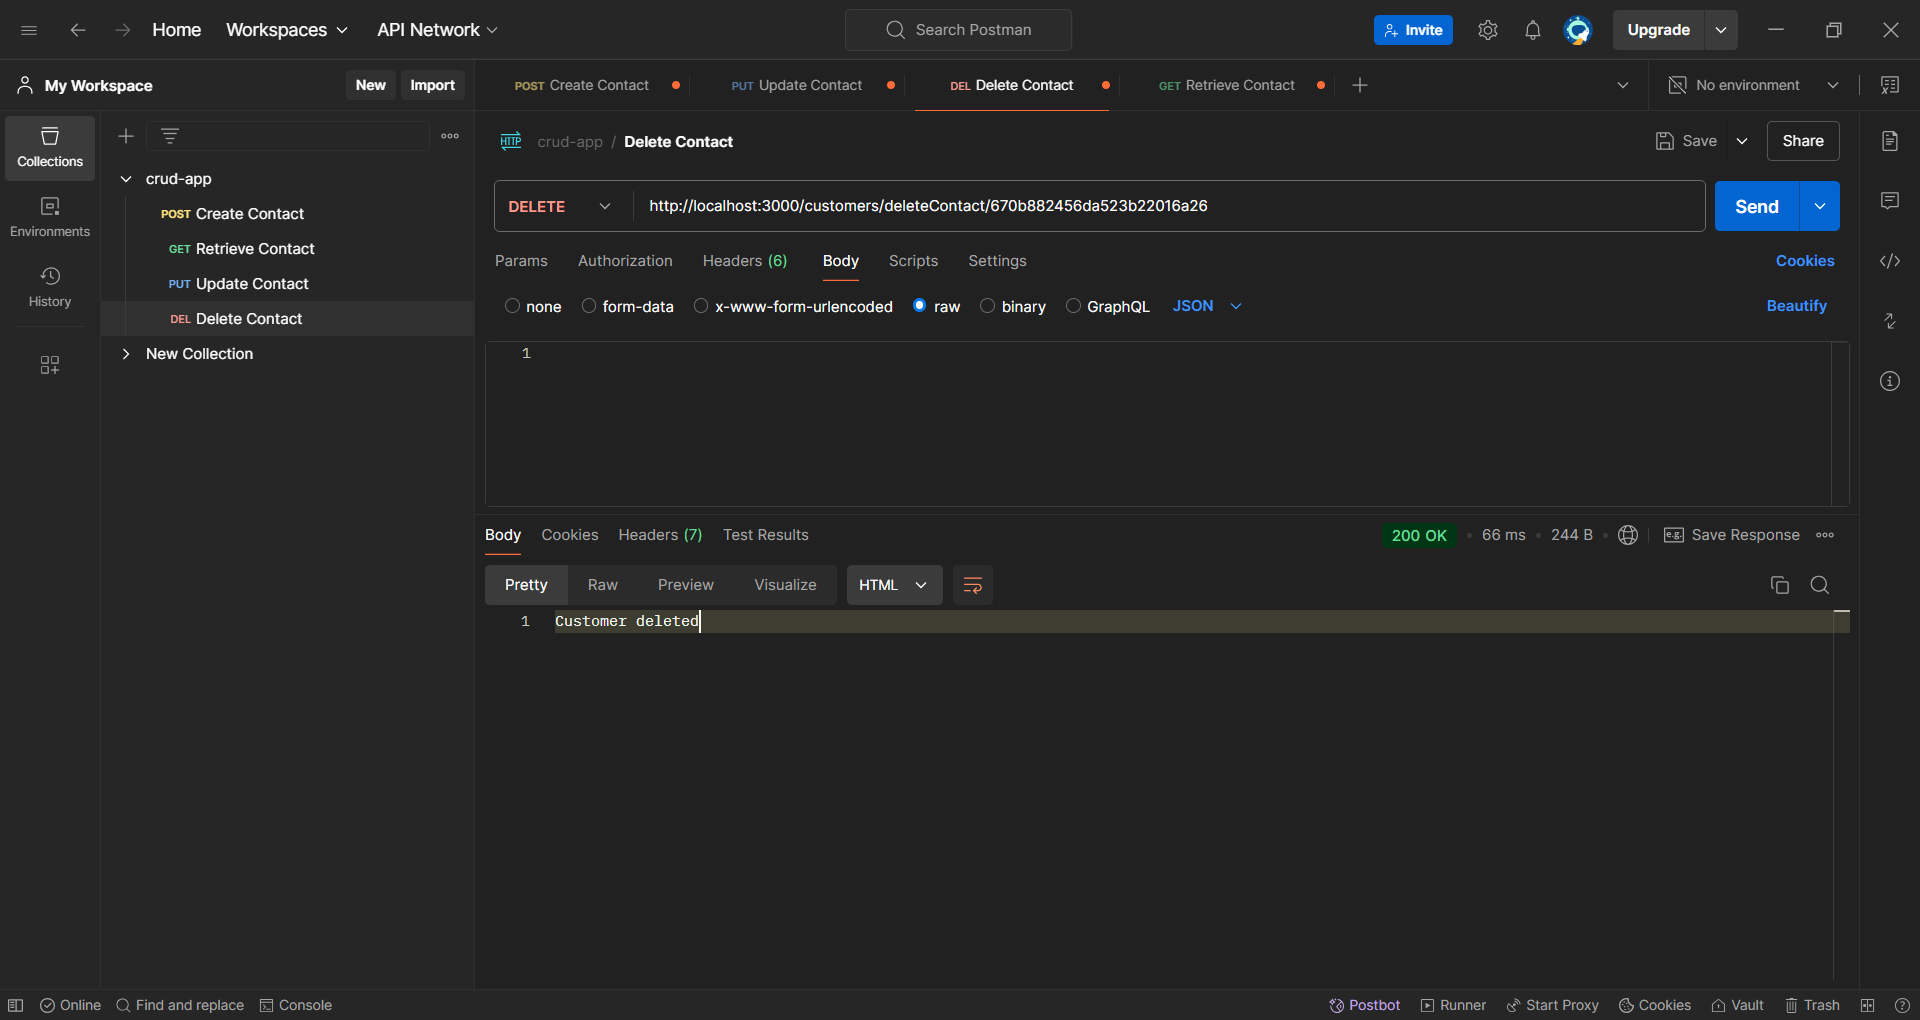 Home Workspaces API Network Search Postman Invite Upgrade
My Workspace New Import
POST Create Contact PUT Update Contact DEL Delete Contact GET Retrieve Contact No environment
Collections
Environments
History
crud-app
POST Create Contact
GET Retrieve Contact
PUT Update Contact
DEL Delete Contact
New Collection
HTTP crud-app / Delete Contact Save Share
DELETE http://localhost:3000/customers/deleteContact/670b882456da523b22016a26 Send
Params Authorization Headers (6) Body Scripts Settings Cookies
none form-data x-www-form-urlencoded raw binary GraphQL JSON Beautify
1
Body Cookies Headers (7) Test Results 200 OK • 66 ms • 244 B • e.g. Save Response
Pretty Raw Preview Visualize HTML
1 Customer deleted
Online Find and replace Console Postbot Runner Start Proxy Cookies Vault Trash